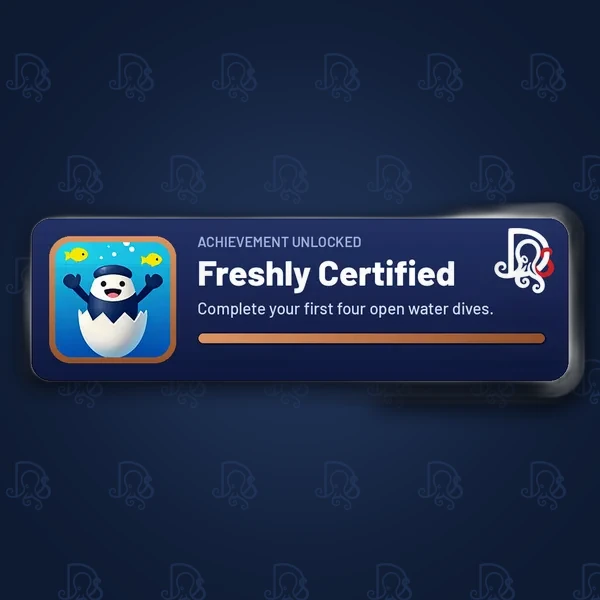 ACHIEVEMENT UNLOCKED
Freshly Certified
Complete your first four open water dives.